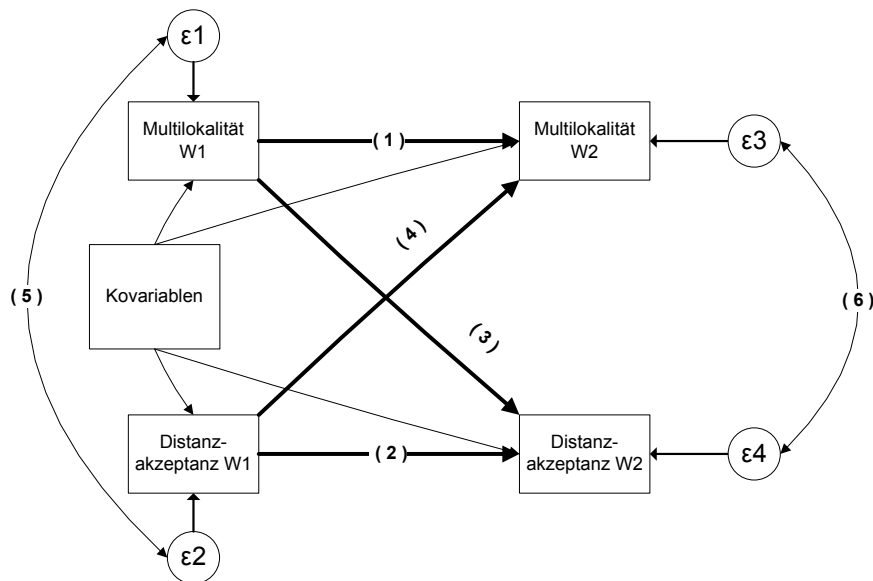 ε1
Multilokalität
W1
( 1 )
Multilokalität
W2
ε3
( 4 )
Kovariablen
( 5 )
( 6 )
( 3 )
Distanz-
akzeptanz W1
( 2 )
Distanz-
akzeptanz W2
ε4
ε2